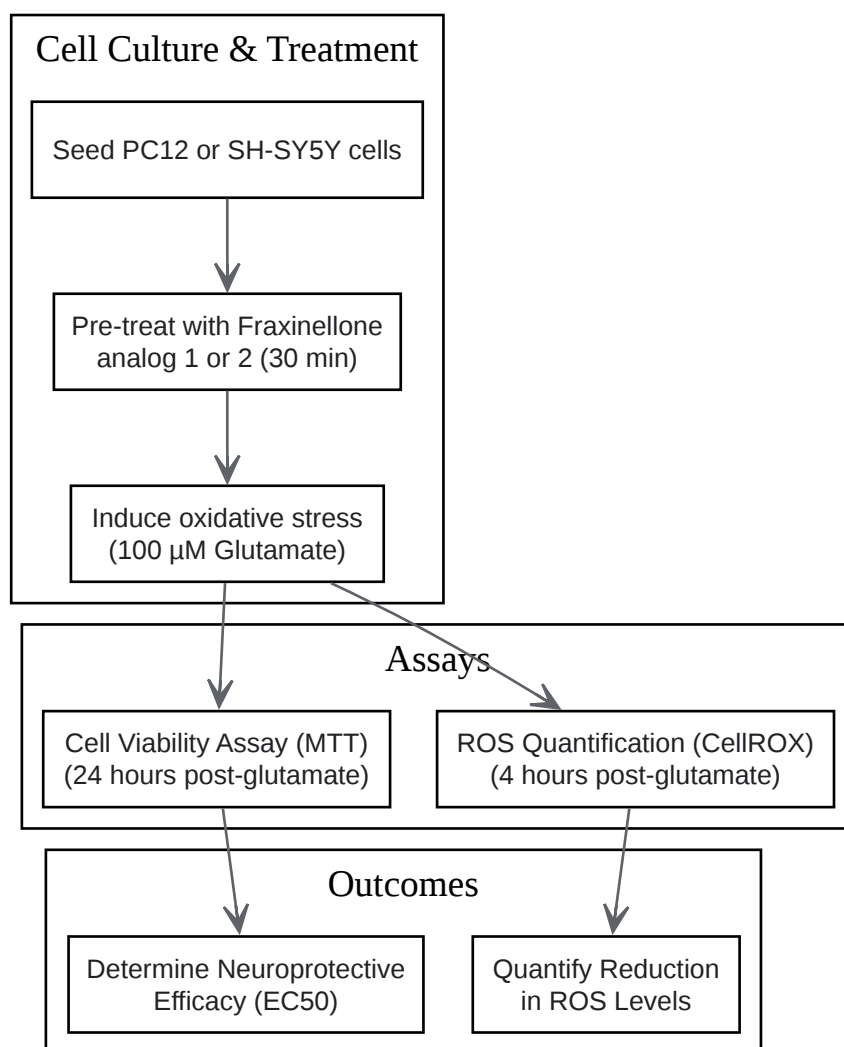 Cell Culture & Treatment
Seed PC12 or SH-SY5Y cells
Pre-treat with Fraxinellone
analog 1 or 2 (30 min)
Induce oxidative stress
(100 µM Glutamate)
Assays
Cell Viability Assay (MTT)
(24 hours post-glutamate)
ROS Quantification (CellROX)
(4 hours post-glutamate)
Outcomes
Determine Neuroprotective
Efficacy (EC50)
Quantify Reduction
in ROS Levels